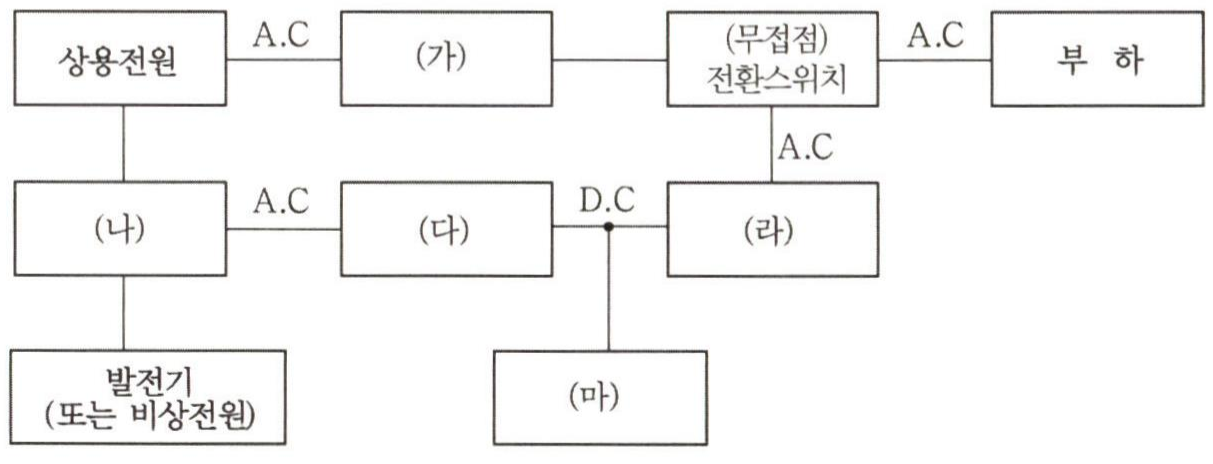 상용전원
A.C
(가)
(무접점)
전환스위치
A.C
부 하
A.C
(나)
A.C
(다)
D.C
(라)
발전기
(또는 비상전원)
(마)